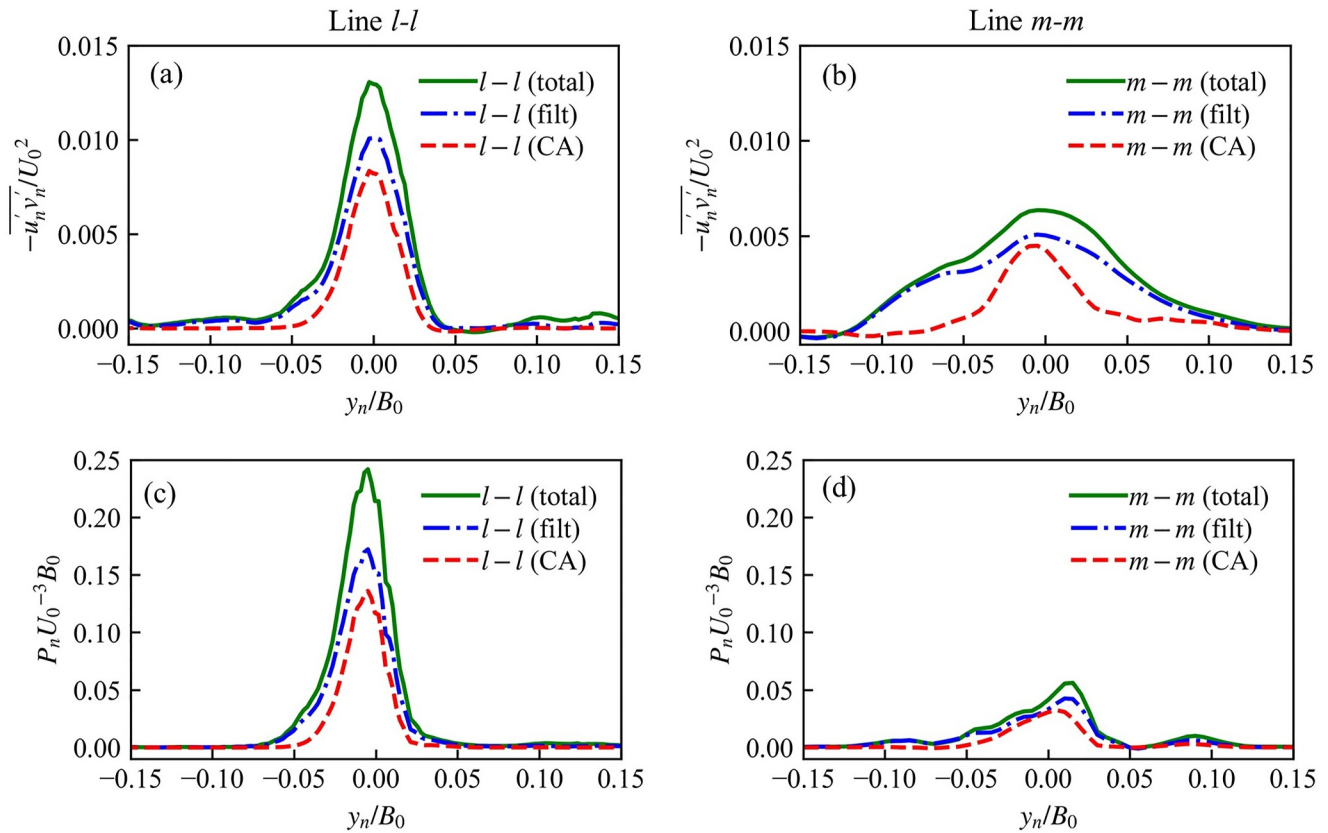 Line l-l
0.015
0.010
0.005
0.000
−u′ₙv′ₙ/U₀²
(a)
l − l (total)
l − l (filt)
l − l (CA)
−0.15 −0.10 −0.05 0.00 0.05 0.10 0.15
yₙ/B₀
Line m-m
0.015
0.010
0.005
0.000
−u′ₙv′ₙ/U₀²
(b)
m − m (total)
m − m (filt)
m − m (CA)
−0.15 −0.10 −0.05 0.00 0.05 0.10 0.15
yₙ/B₀
0.25
0.20
0.15
0.10
0.05
0.00
PₙU₀⁻³B₀
(c)
l − l (total)
l − l (filt)
l − l (CA)
−0.15 −0.10 −0.05 0.00 0.05 0.10 0.15
yₙ/B₀
0.25
0.20
0.15
0.10
0.05
0.00
PₙU₀⁻³B₀
(d)
m − m (total)
m − m (filt)
m − m (CA)
−0.15 −0.10 −0.05 0.00 0.05 0.10 0.15
yₙ/B₀